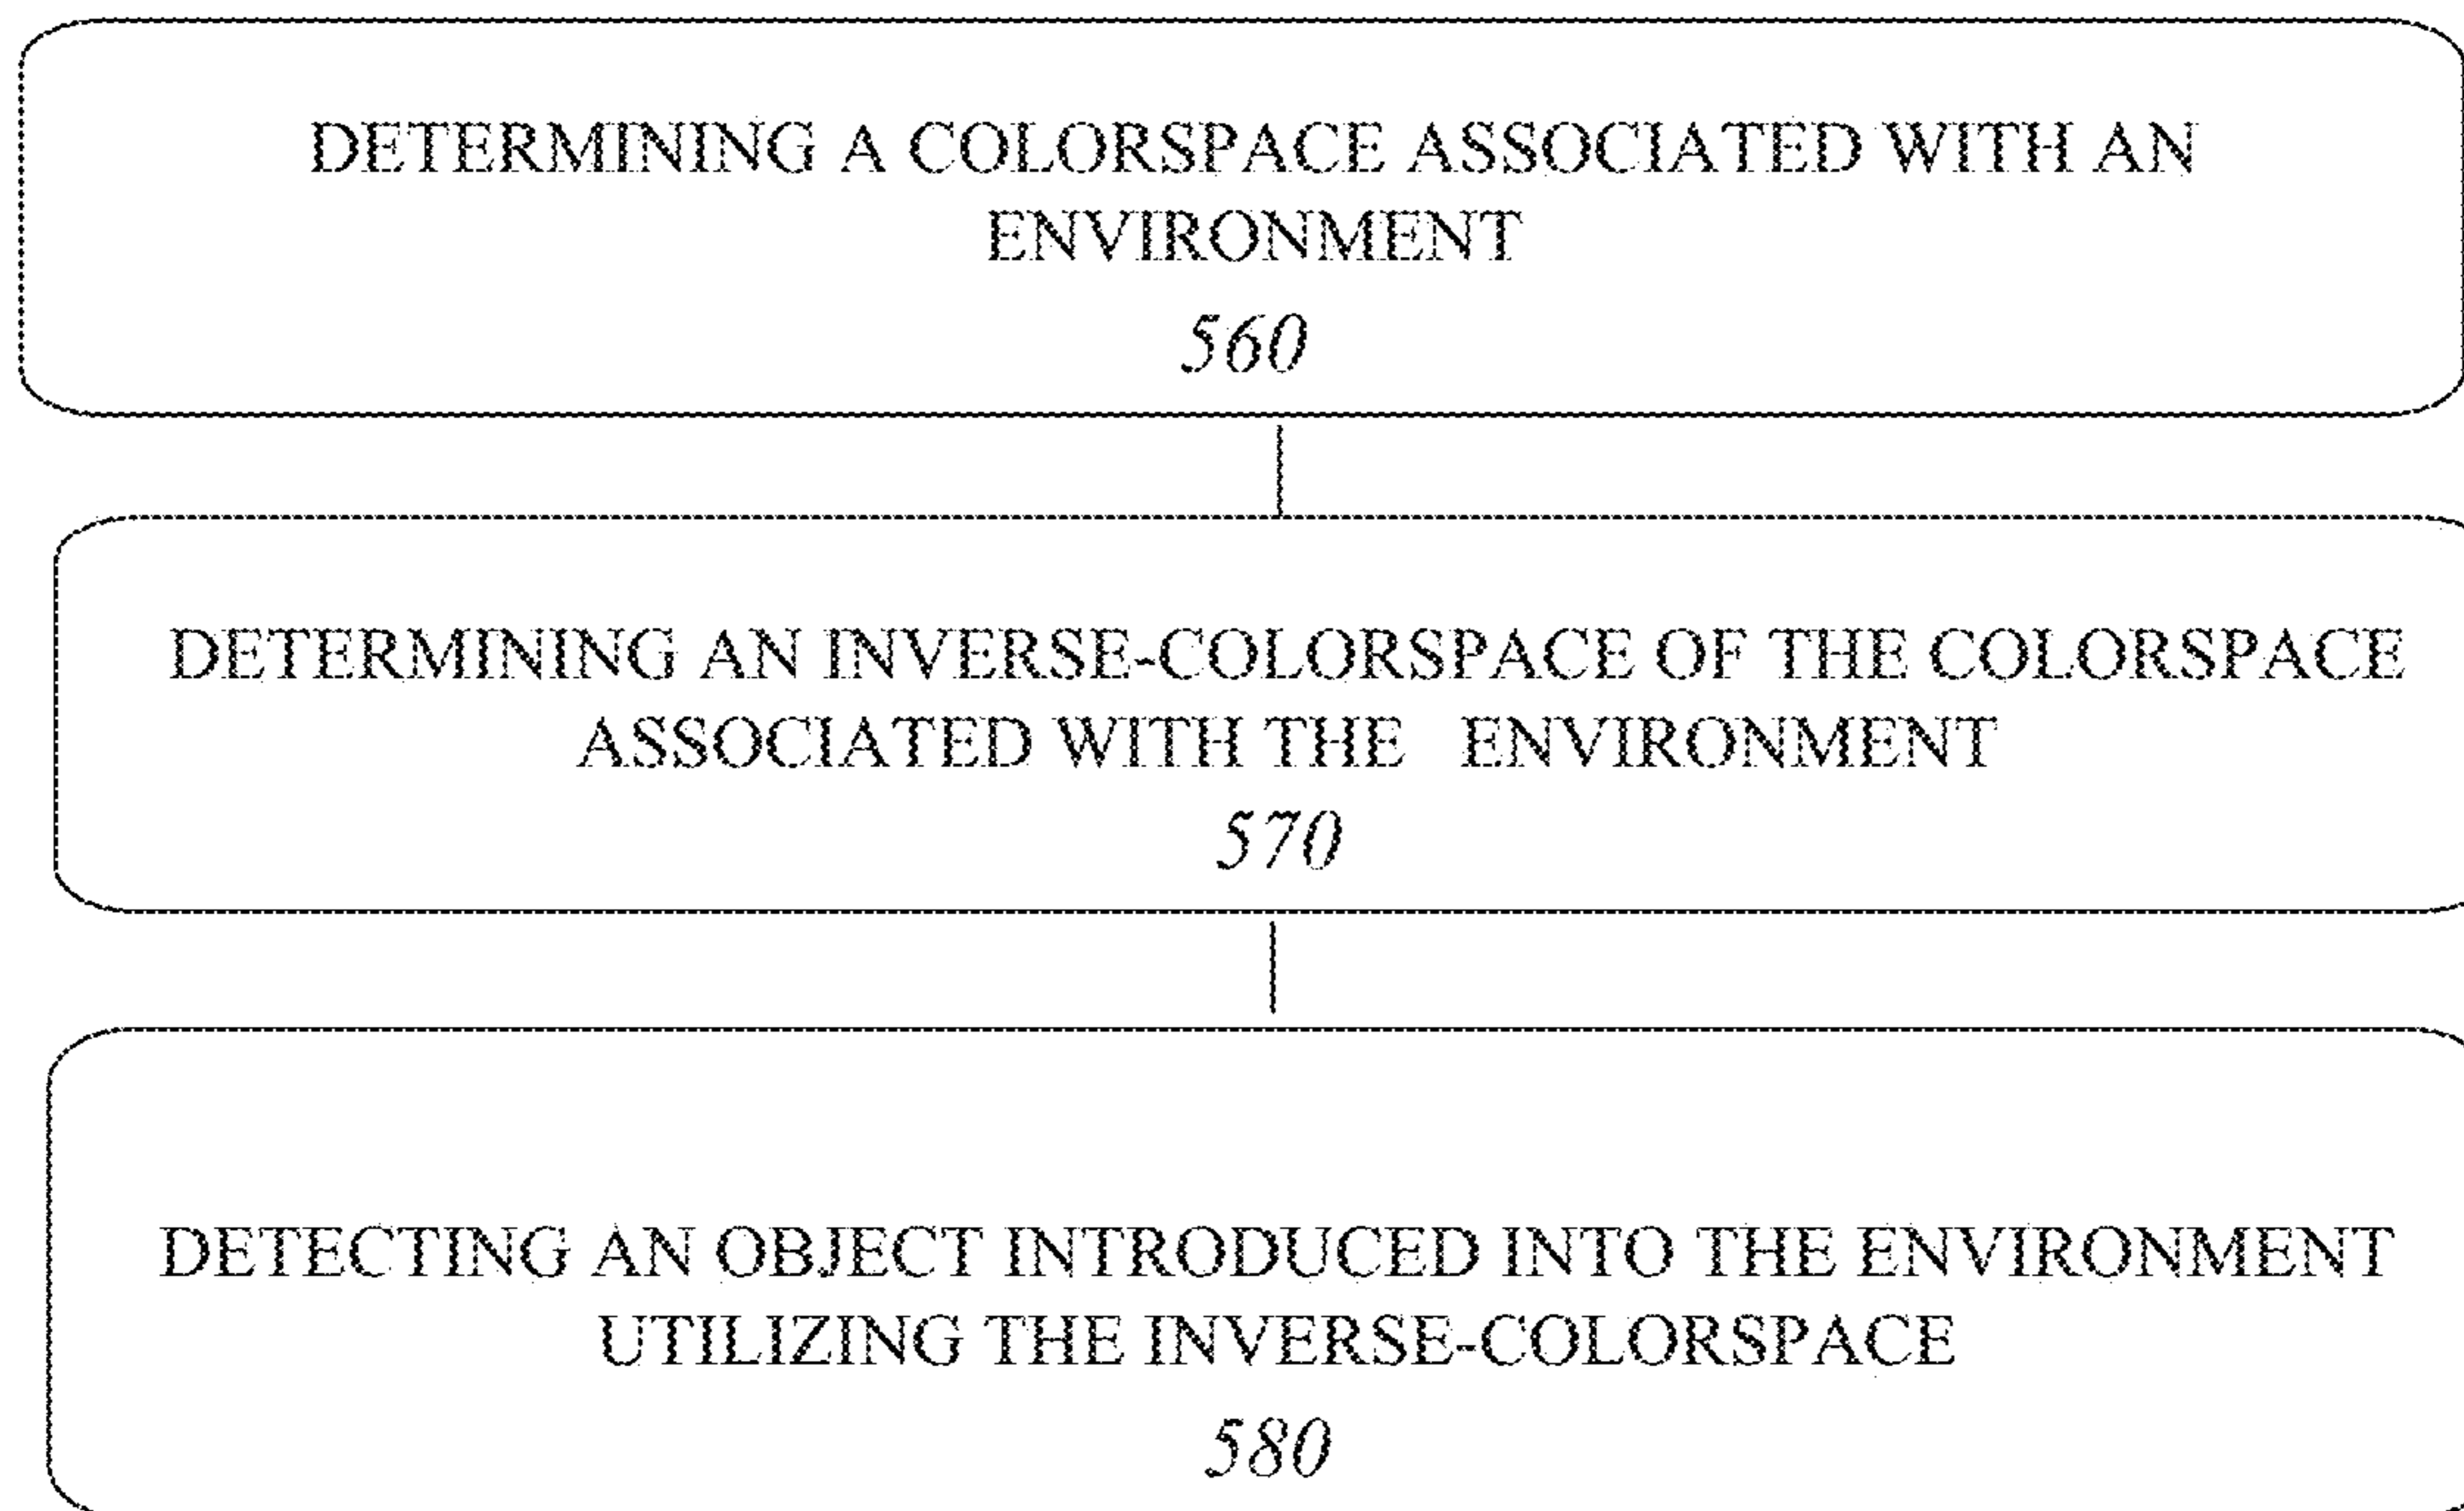 DETERMINING A COLORSPACE ASSOCIATED WITH AN
ENVIRONMENT
560
DETERMINING AN INVERSE-COLORSPACE OF THE COLORSPACE
ASSOCIATED WITH THE ENVIRONMENT
570
DETECTING AN OBJECT INTRODUCED INTO THE ENVIRONMENT
UTILIZING THE INVERSE-COLORSPACE
580